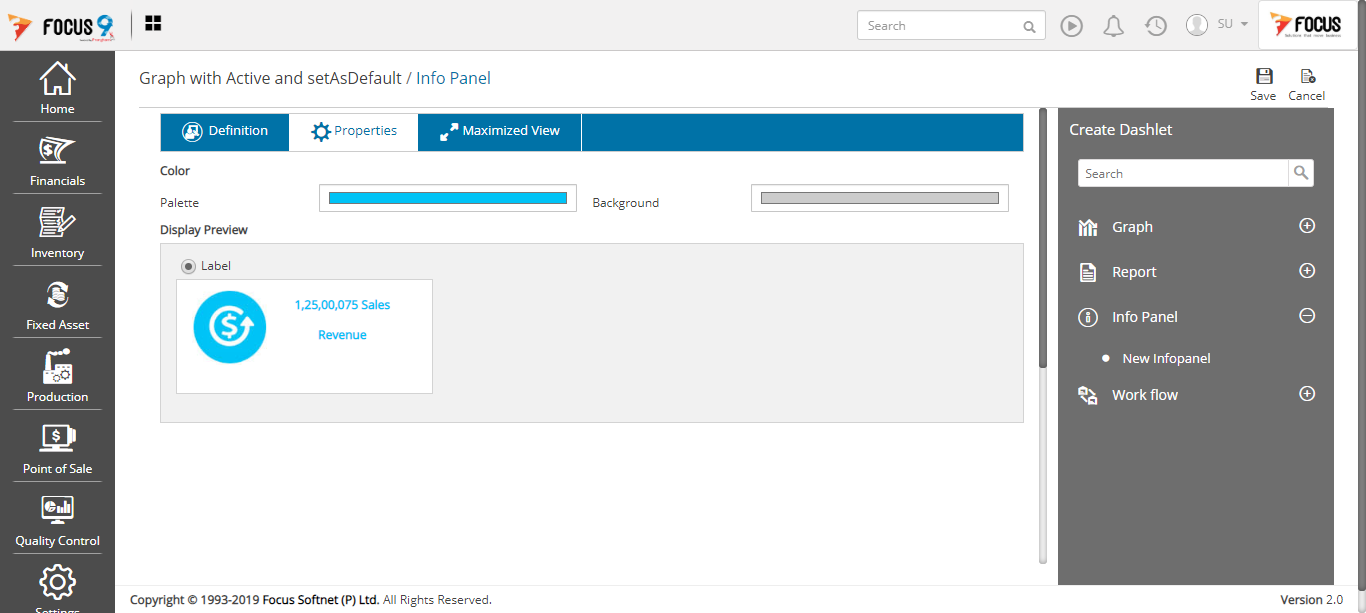 FOCUS 9
Search
SU
FOCUS
Home
Financials
Inventory
Fixed Asset
Production
Point of Sale
Quality Control
Settings
Graph with Active and setAsDefault / Info Panel
Save
Cancel
Definition
Properties
Maximized View
Color
Palette
Background
Display Preview
Label
1,25,00,075 Sales
Revenue
Create Dashlet
Search
Graph
Report
Info Panel
New Infopanel
Work flow
Copyright © 1993-2019 Focus Softnet (P) Ltd. All Rights Reserved.
Version 2.0